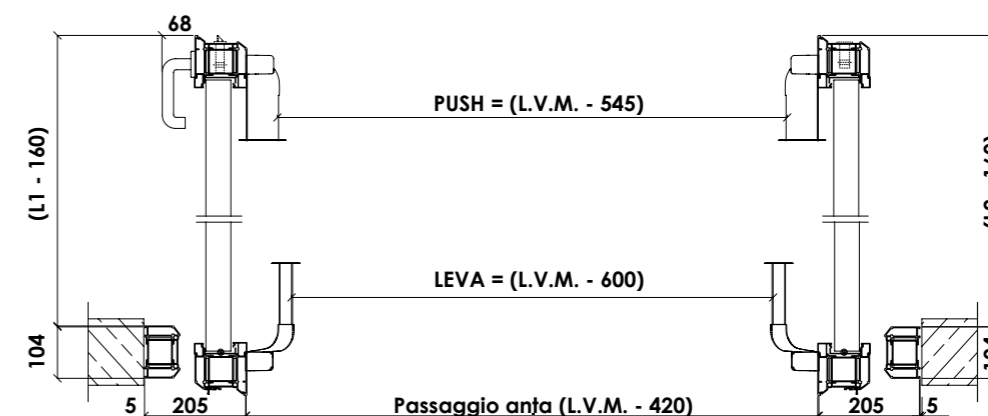 68
PUSH = (L.V.M. - 545)
(L1 - 160)
LEVA = (L.V.M. - 600)
104
5
205
Passaggio anta (L.V.M. - 420)
205
5